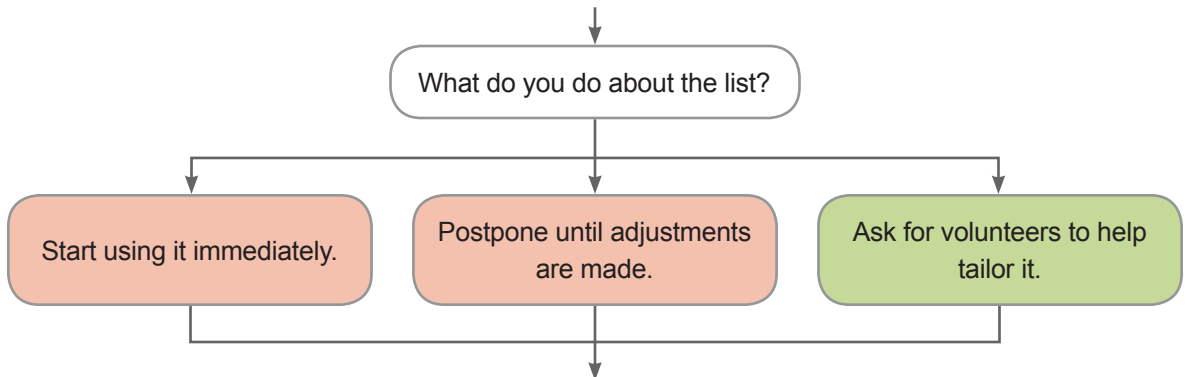 What do you do about the list?
Start using it immediately.
Postpone until adjustments
are made.
Ask for volunteers to help
tailor it.